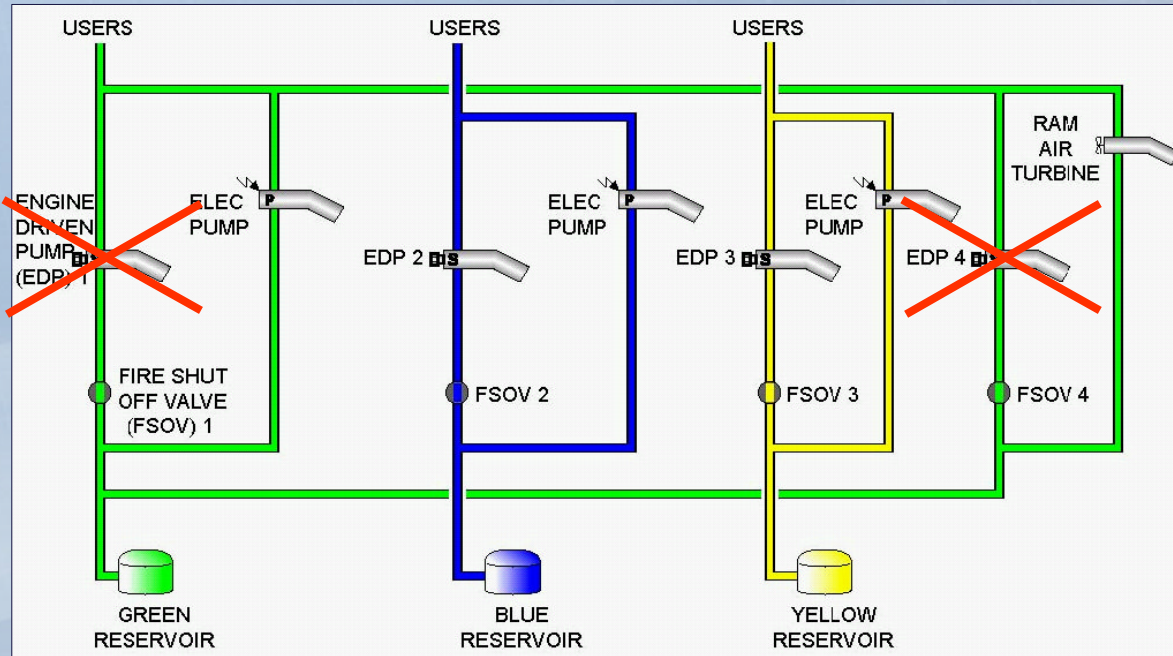 USERS
USERS
USERS
RAM
AIR
TURBINE
ENGINE
DRIVEN
PUMP
(EDP) 1
ELEC
PUMP
P
S
EDP 2
ELEC
PUMP
P
EDP 3
S
ELEC
PUMP
P
EDP 4
FIRE SHUT
OFF VALVE
(FSOV) 1
FSOV 2
FSOV 3
FSOV 4
GREEN
RESERVOIR
BLUE
RESERVOIR
YELLOW
RESERVOIR